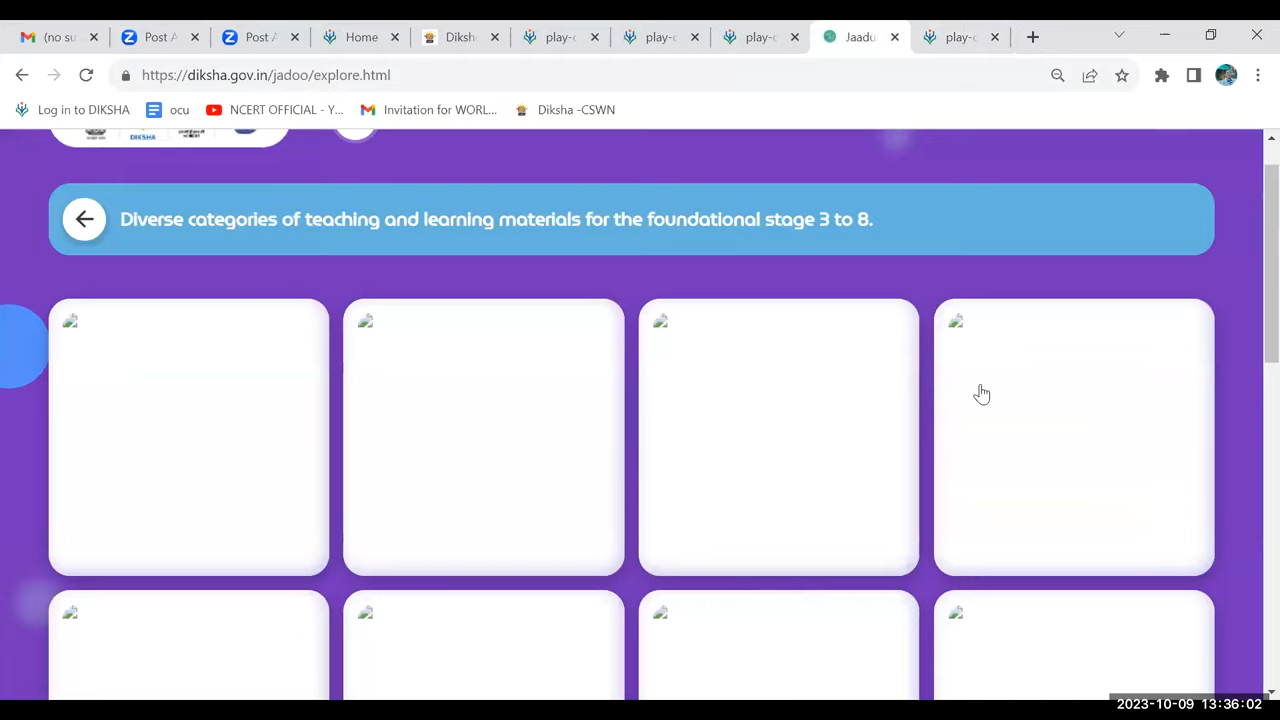 (no su
Post A
Post A
Home
Diksh
play-c
play-c
play-c
Jaadu
play-c
https://diksha.gov.in/jadoo/explore.html
Log in to DIKSHA
ocu
NCERT OFFICIAL - Y...
Invitation for WORL...
Diksha -CSWN
DIKSHA
Diverse categories of teaching and learning materials for the foundational stage 3 to 8.
2023-10-09 13:36:02